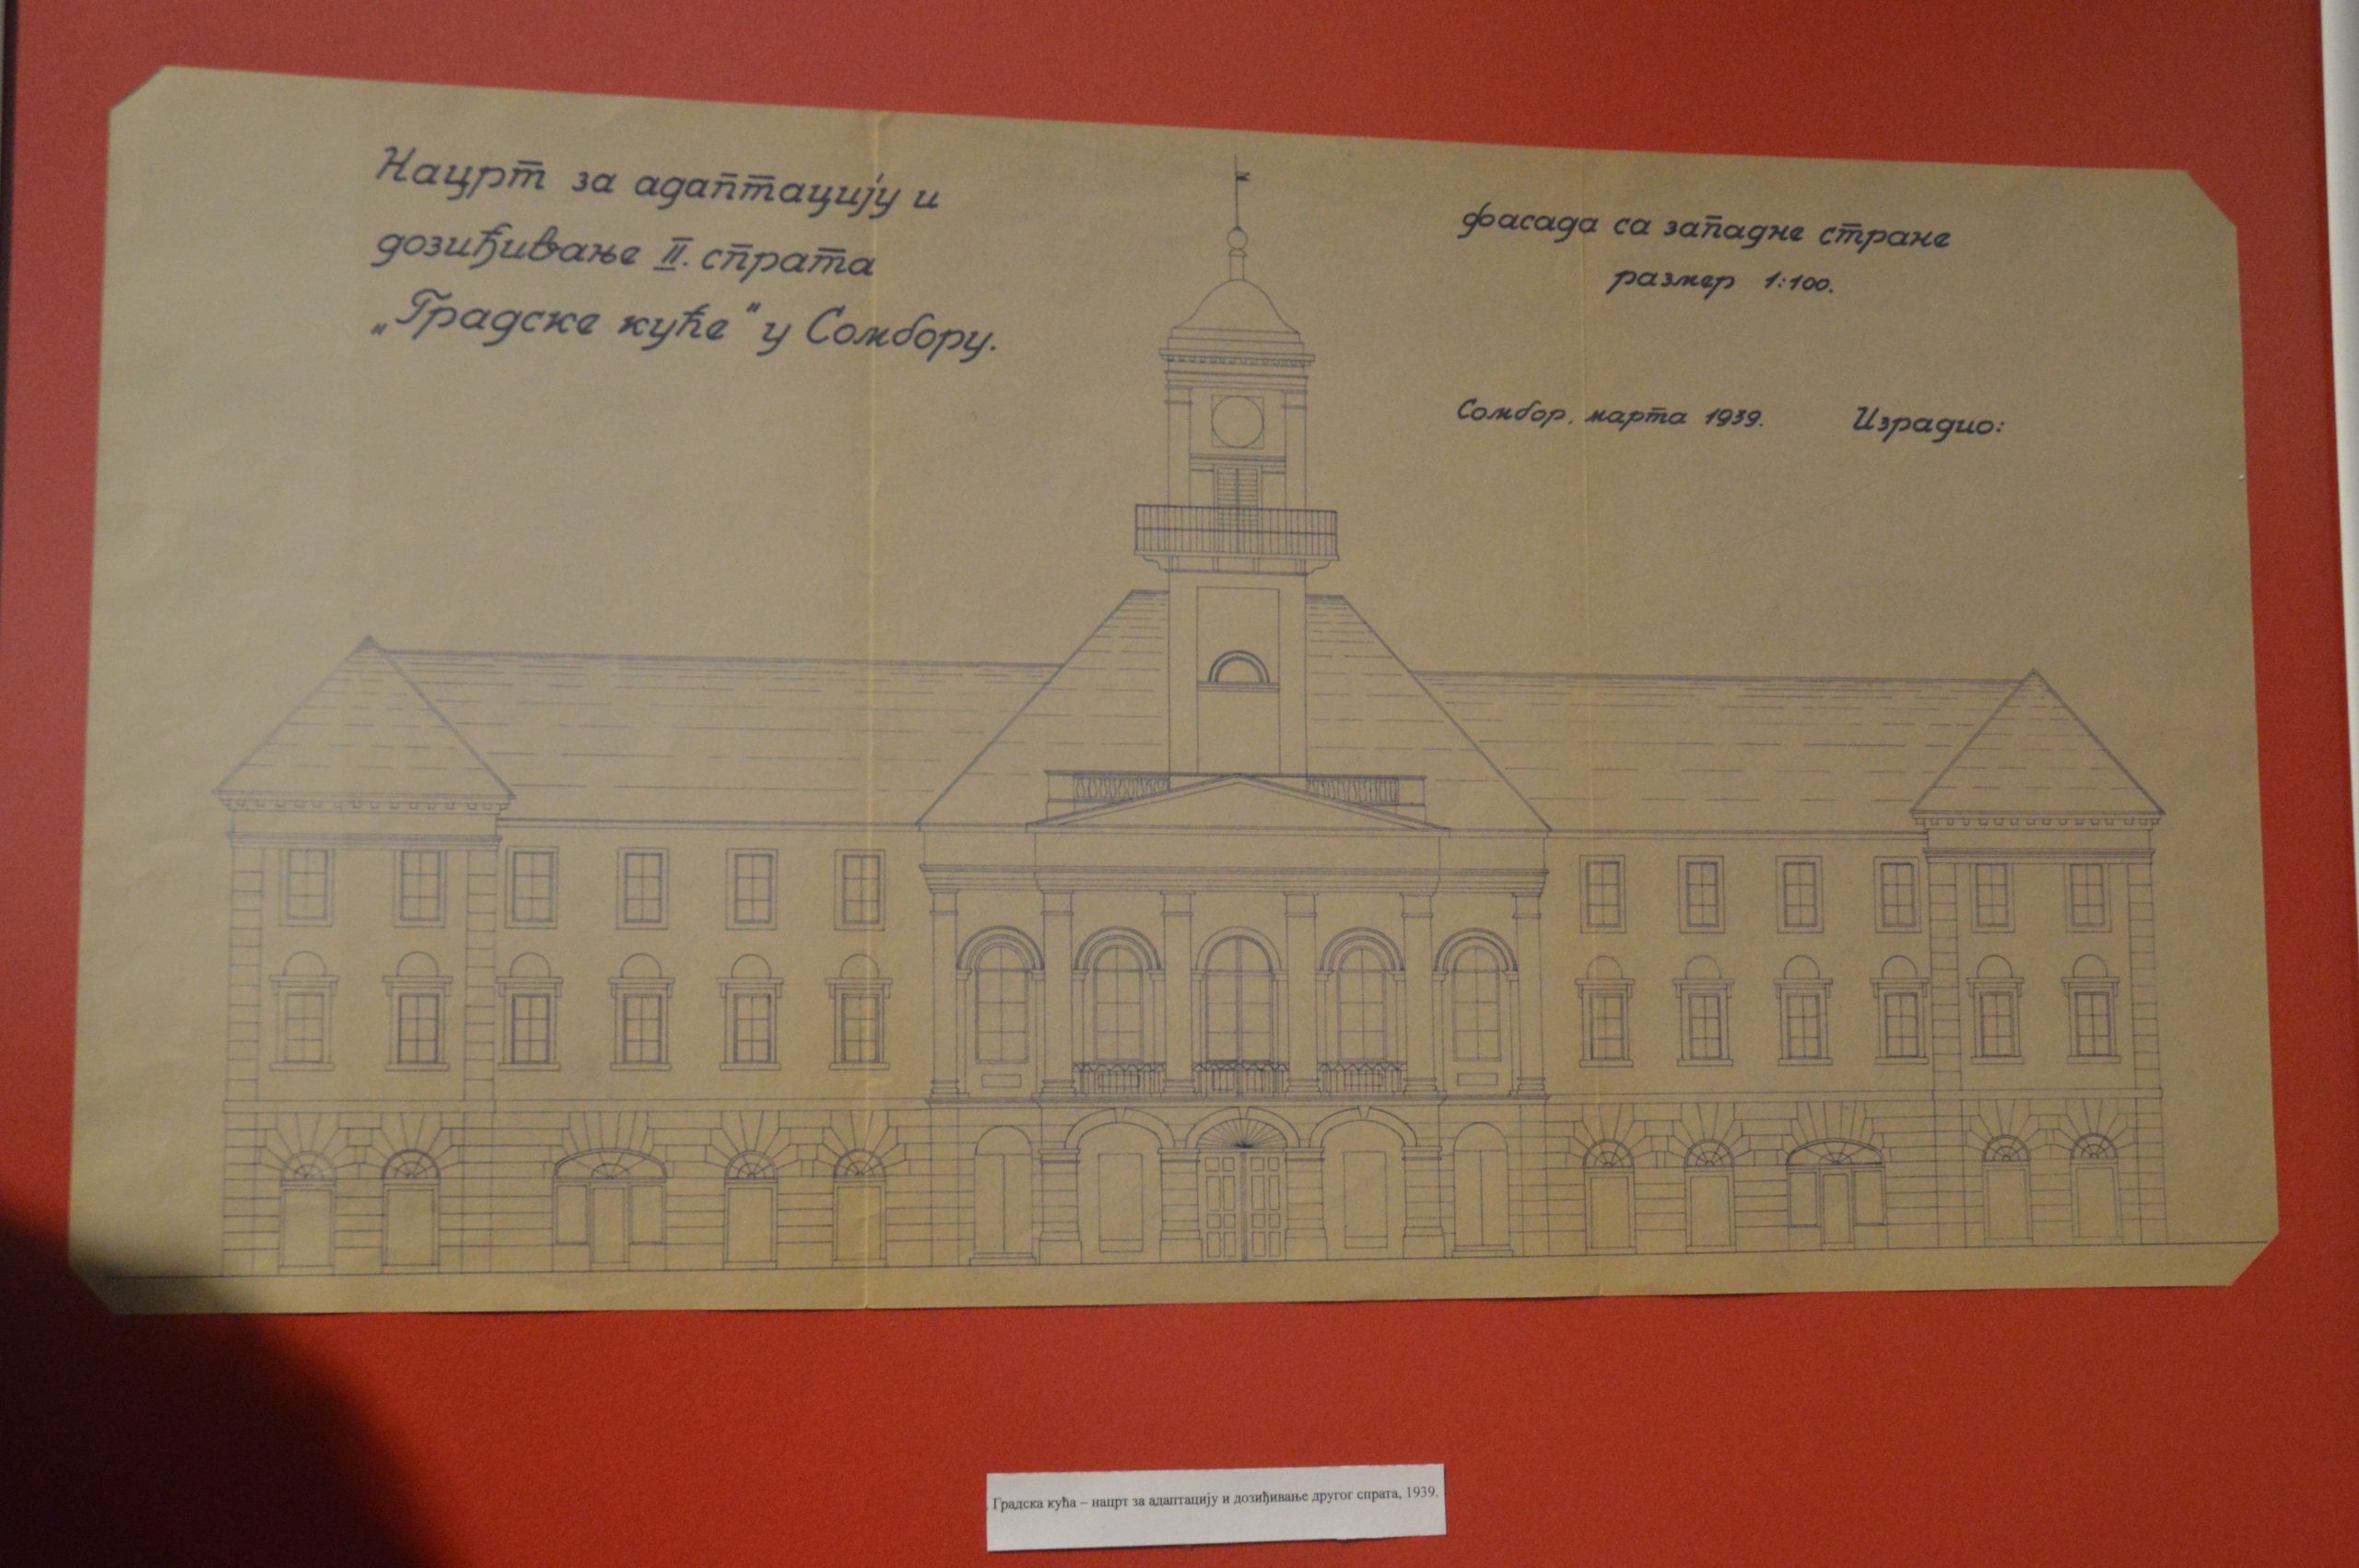 Нацрт за адаптацију и
дозиђивање II. спрата
„Градске куће" у Сомбору.
фасада са западне стране
размер 1:100.
Сомбор, марта 1939. Израдио:
Градска кућа – нацрт за адаптацију и дозиђивање другог спрата, 1939.